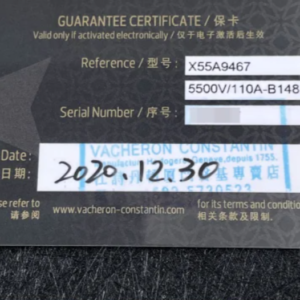 GUARANTEE CERTIFICATE / 保卡
Valid only if activated electronically / 仅于电子激活后生效
Reference / 型号: X55A9467
5500V/110A-B148
Serial Number / 序号:
VACHERON CONSTANTIN
Genève, depuis 1755.
Date: 2020.12.30
日期:
專賣店
se refer to www.vacheron-constantin.com for its terms and condition
请参阅 相关条款及限制.